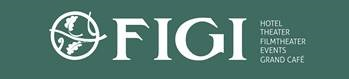 FIGI
HOTEL
THEATER
FILMTHEATER
EVENTS
GRAND CAFÉ